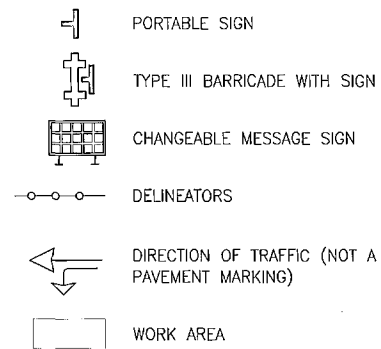 PORTABLE SIGN
TYPE III BARRICADE WITH SIGN
CHANGEABLE MESSAGE SIGN
DELINEATORS
DIRECTION OF TRAFFIC (NOT A
PAVEMENT MARKING)
WORK AREA